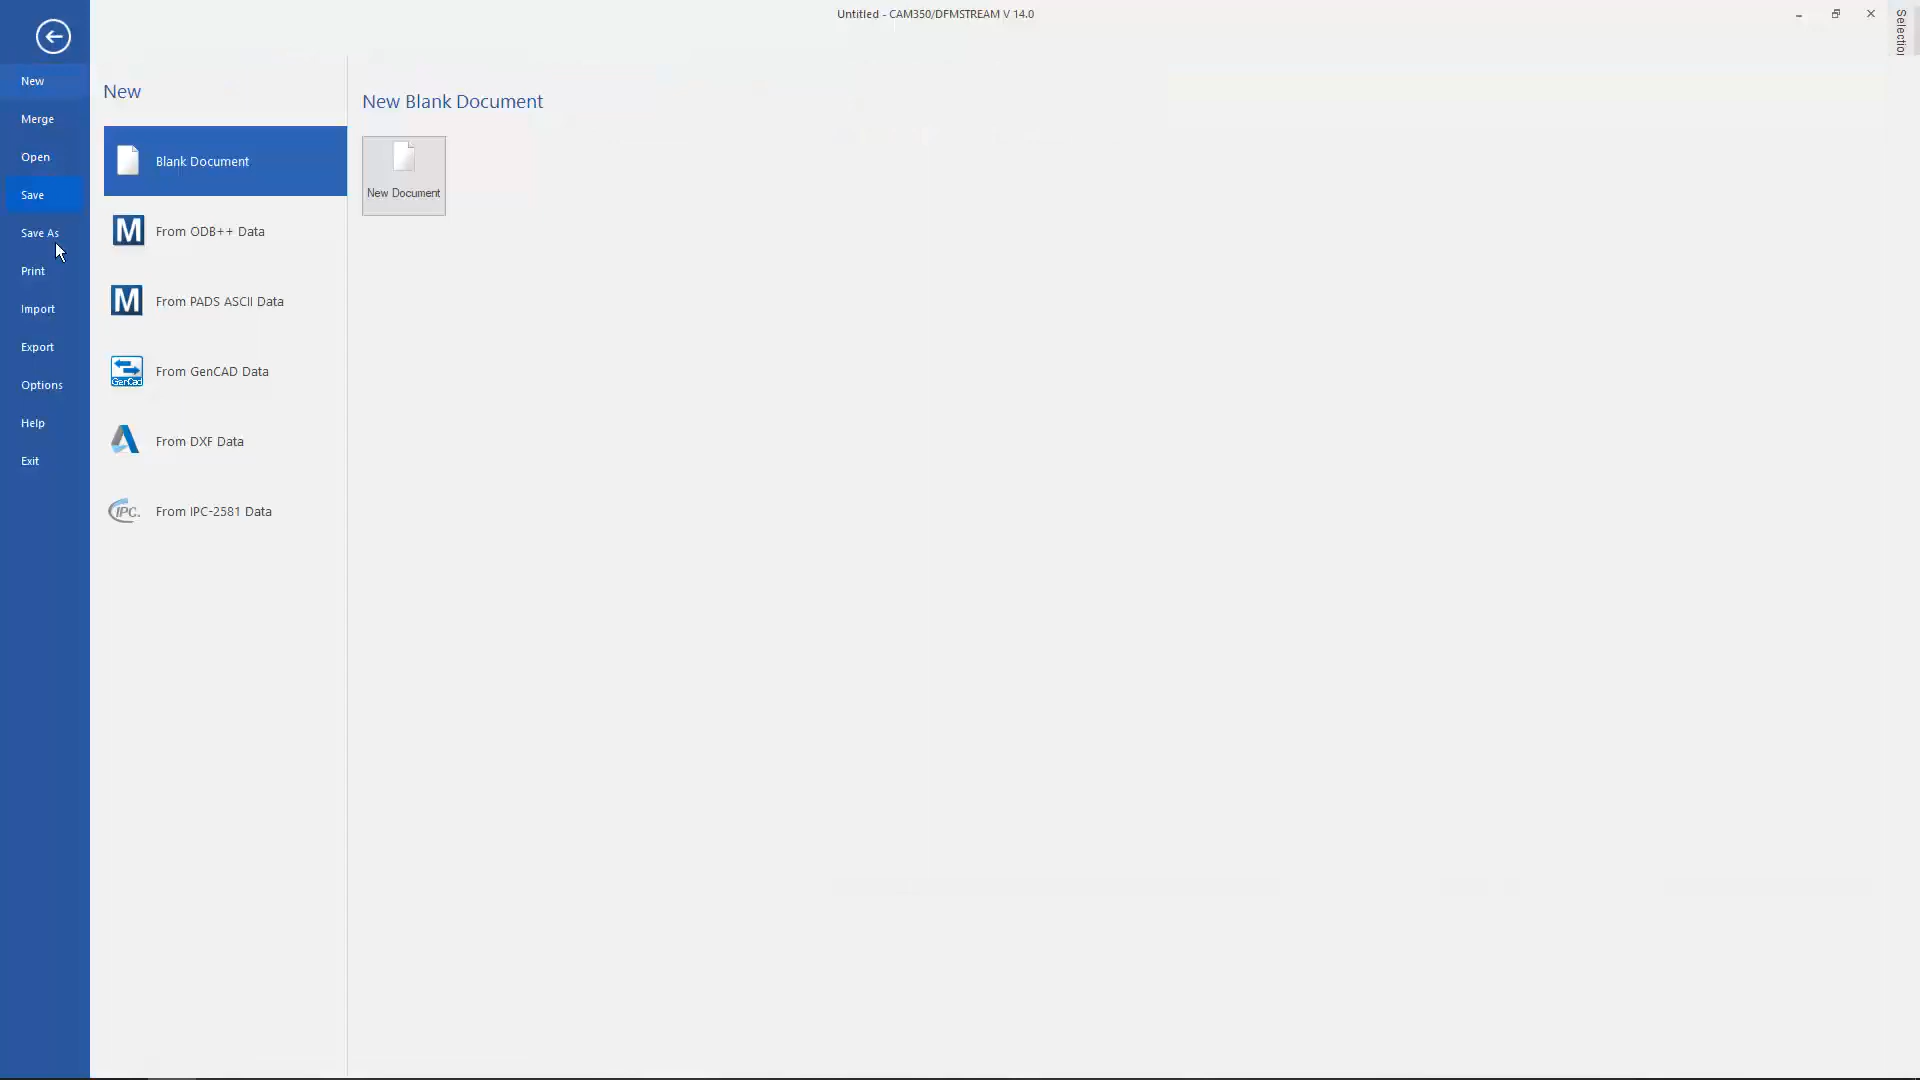 Untitled - CAM350/DFMSTREAM V 14.0
Selectio
New
Merge
Open
Save
Save As
Print
Import
Export
Options
Help
Exit
New
Blank Document
M From ODB++ Data
M From PADS ASCII Data
GenCad From GenCAD Data
From DXF Data
IPC. From IPC-2581 Data
New Blank Document
New Document